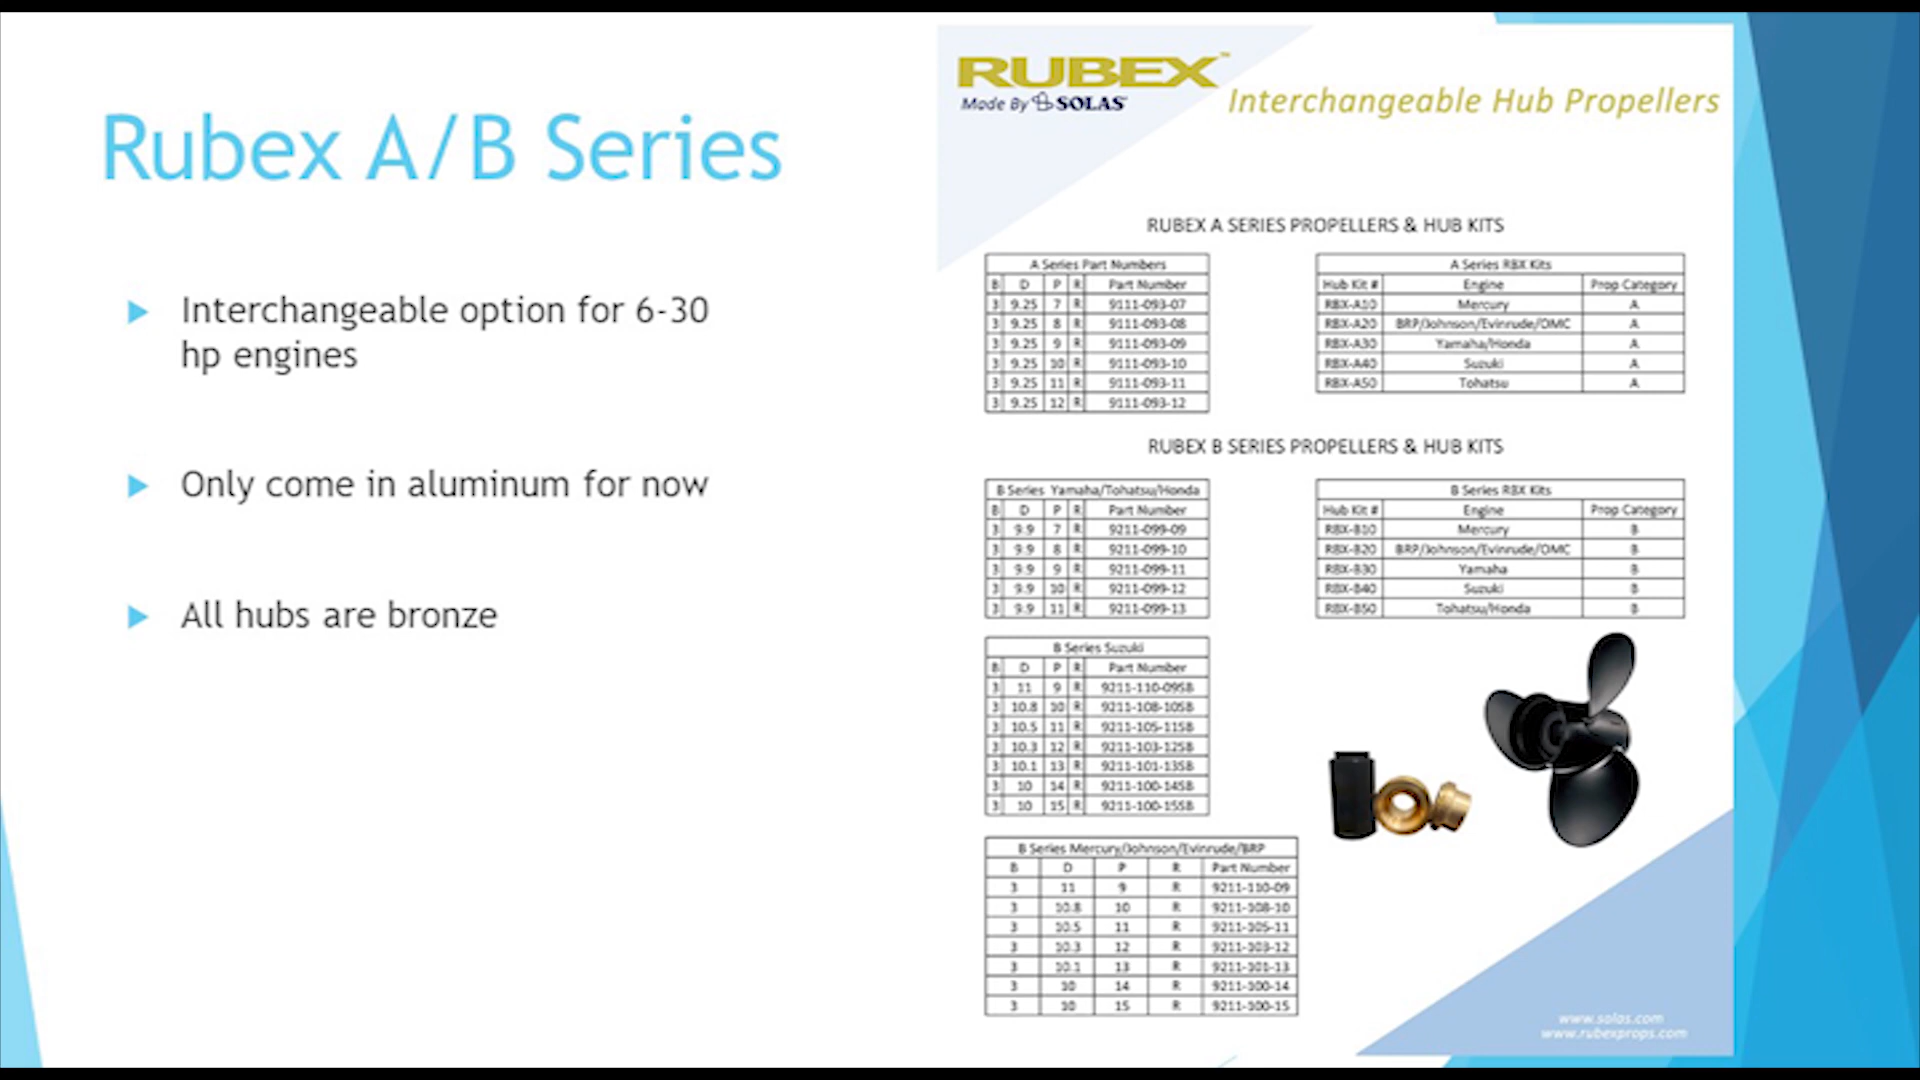 Rubex A/B Series
Interchangeable option for 6-30
hp engines
Only come in aluminum for now
All hubs are bronze
RUBEX™
Made By SOLAS
Interchangeable Hub Propellers
RUBEX A SERIES PROPELLERS & HUB KITS
A Series Part Numbers
B D P R Part Number
3 9.25 7 R 9111-093-07
3 9.25 8 R 9111-093-08
3 9.25 9 R 9111-093-09
3 9.25 10 R 9111-093-10
3 9.25 11 R 9111-093-11
3 9.25 12 R 9111-093-12
A Series RBX Kits
Hub Kit # Engine Prop Category
RBX-A10 Mercury A
RBX-A20 BRP/Johnson/Evinrude/OMC A
RBX-A30 Yamaha/Honda A
RBX-A40 Suzuki A
RBX-A50 Tohatsu A
RUBEX B SERIES PROPELLERS & HUB KITS
B Series Yamaha/Tohatsu/Honda
B D P R Part Number
3 9.9 7 R 9211-099-09
3 9.9 8 R 9211-099-10
3 9.9 9 R 9211-099-11
3 9.9 10 R 9211-099-12
3 9.9 11 R 9211-099-13
B Series RBX Kits
Hub Kit # Engine Prop Category
RBX-B10 Mercury B
RBX-B20 BRP/Johnson/Evinrude/OMC B
RBX-B30 Yamaha B
RBX-B40 Suzuki B
RBX-B50 Tohatsu/Honda B
B Series Suzuki
B D P R Part Number
3 11 9 R 9211-110-09SB
3 10.8 10 R 9211-108-10SB
3 10.5 11 R 9211-105-11SB
3 10.3 12 R 9211-103-12SB
3 10.1 13 R 9211-101-13SB
3 10 14 R 9211-100-14SB
3 10 15 R 9211-100-15SB
B Series Mercury/Johnson/Evinrude/BRP
B D P R Part Number
3 11 9 R 9211-110-09
3 10.8 10 R 9211-108-10
3 10.5 11 R 9211-105-11
3 10.3 12 R 9211-103-12
3 10.1 13 R 9211-101-13
3 10 14 R 9211-100-14
3 10 15 R 9211-100-15
www.solas.com
www.rubexprops.com